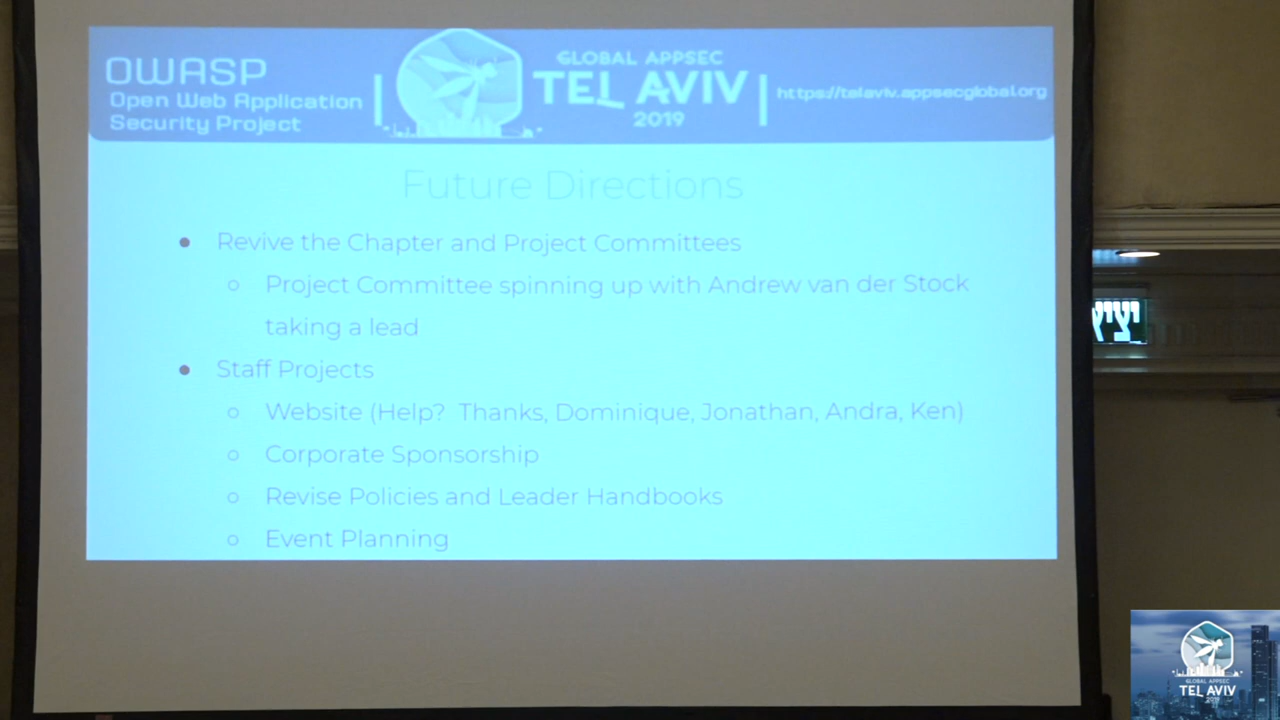 OWASP
Open Web Application
Security Project
GLOBAL APPSEC
TEL AVIV
2019
https://telaviv.appsecglobal.org
Future Directions
● Revive the Chapter and Project Committees
○ Project Committee spinning up with Andrew van der Stock
taking a lead
● Staff Projects
○ Website (Help? Thanks, Dominique, Jonathan, Andra, Ken)
○ Corporate Sponsorship
○ Revise Policies and Leader Handbooks
○ Event Planning
יציא
GLOBAL APPSEC
TEL AVIV
2019